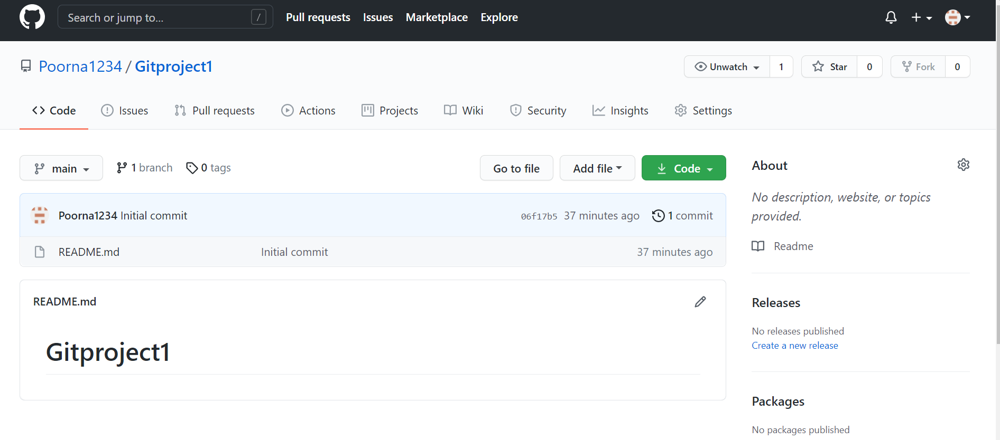 Search or jump to... / Pull requests Issues Marketplace Explore
Poorna1234 / Gitproject1 Unwatch 1 Star 0 Fork 0
Code Issues Pull requests Actions Projects Wiki Security Insights Settings
main 1 branch 0 tags Go to file Add file Code
Poorna1234 Initial commit 06f17b5 37 minutes ago 1 commit
README.md Initial commit 37 minutes ago
README.md
Gitproject1
About
No description, website, or topics
provided.
Readme
Releases
No releases published
Create a new release
Packages
No packages published